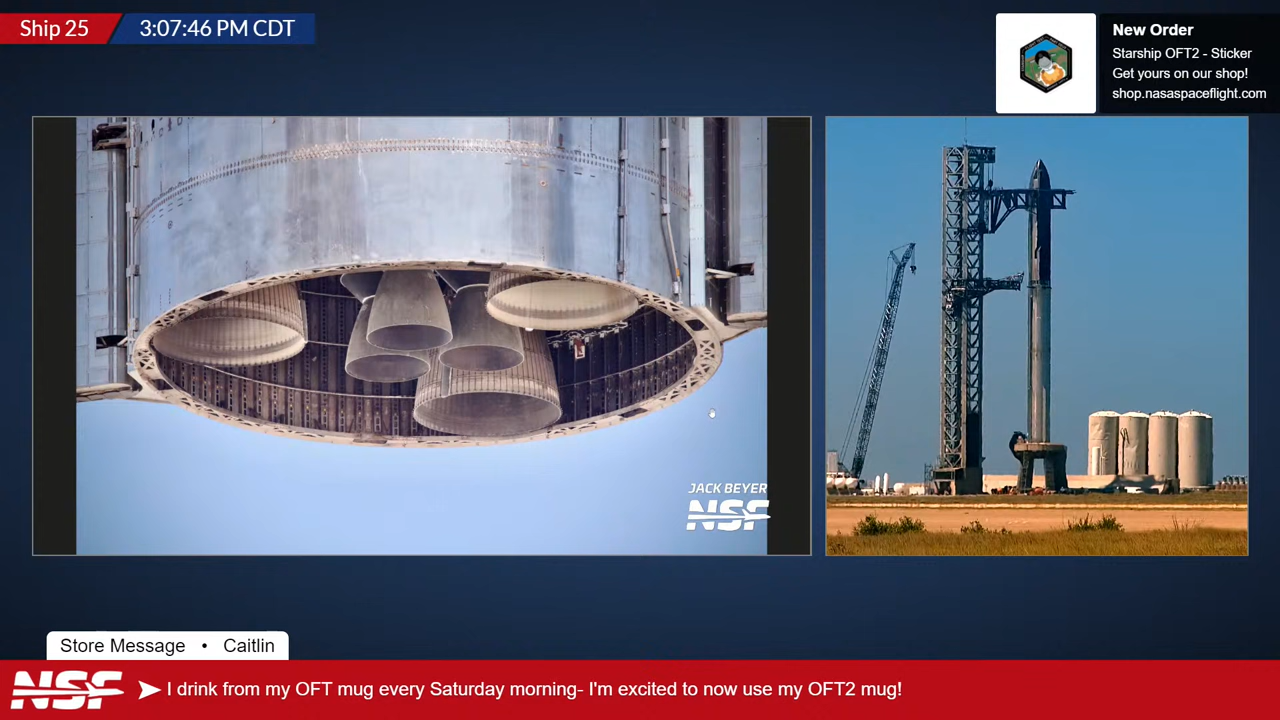 Ship 25
3:07:46 PM CDT
New Order
Starship OFT2 - Sticker
Get yours on our shop!
shop.nasaspaceflight.com
JACK BEYER
NSF
Store Message • Caitlin
NSF
I drink from my OFT mug every Saturday morning- I'm excited to now use my OFT2 mug!